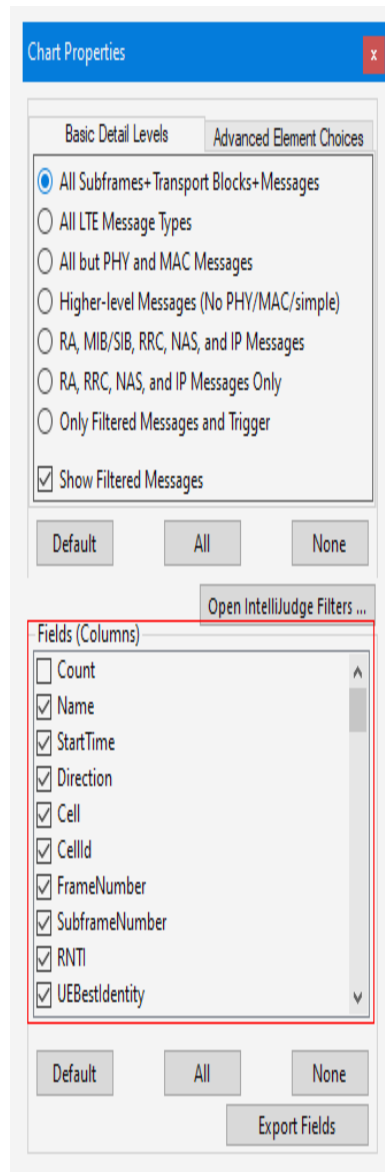 Chart Properties
x
Basic Detail Levels
Advanced Element Choices
All Subframes+Transport Blocks+Messages
All LTE Message Types
All but PHY and MAC Messages
Higher-level Messages (No PHY/MAC/simple)
RA, MIB/SIB, RRC, NAS, and IP Messages
RA, RRC, NAS, and IP Messages Only
Only Filtered Messages and Trigger
Show Filtered Messages
Default All None
Open IntelliJudge Filters ...
Fields (Columns)
Count
Name
StartTime
Direction
Cell
CellId
FrameNumber
SubframeNumber
RNTI
UEBestIdentity
Default All None
Export Fields